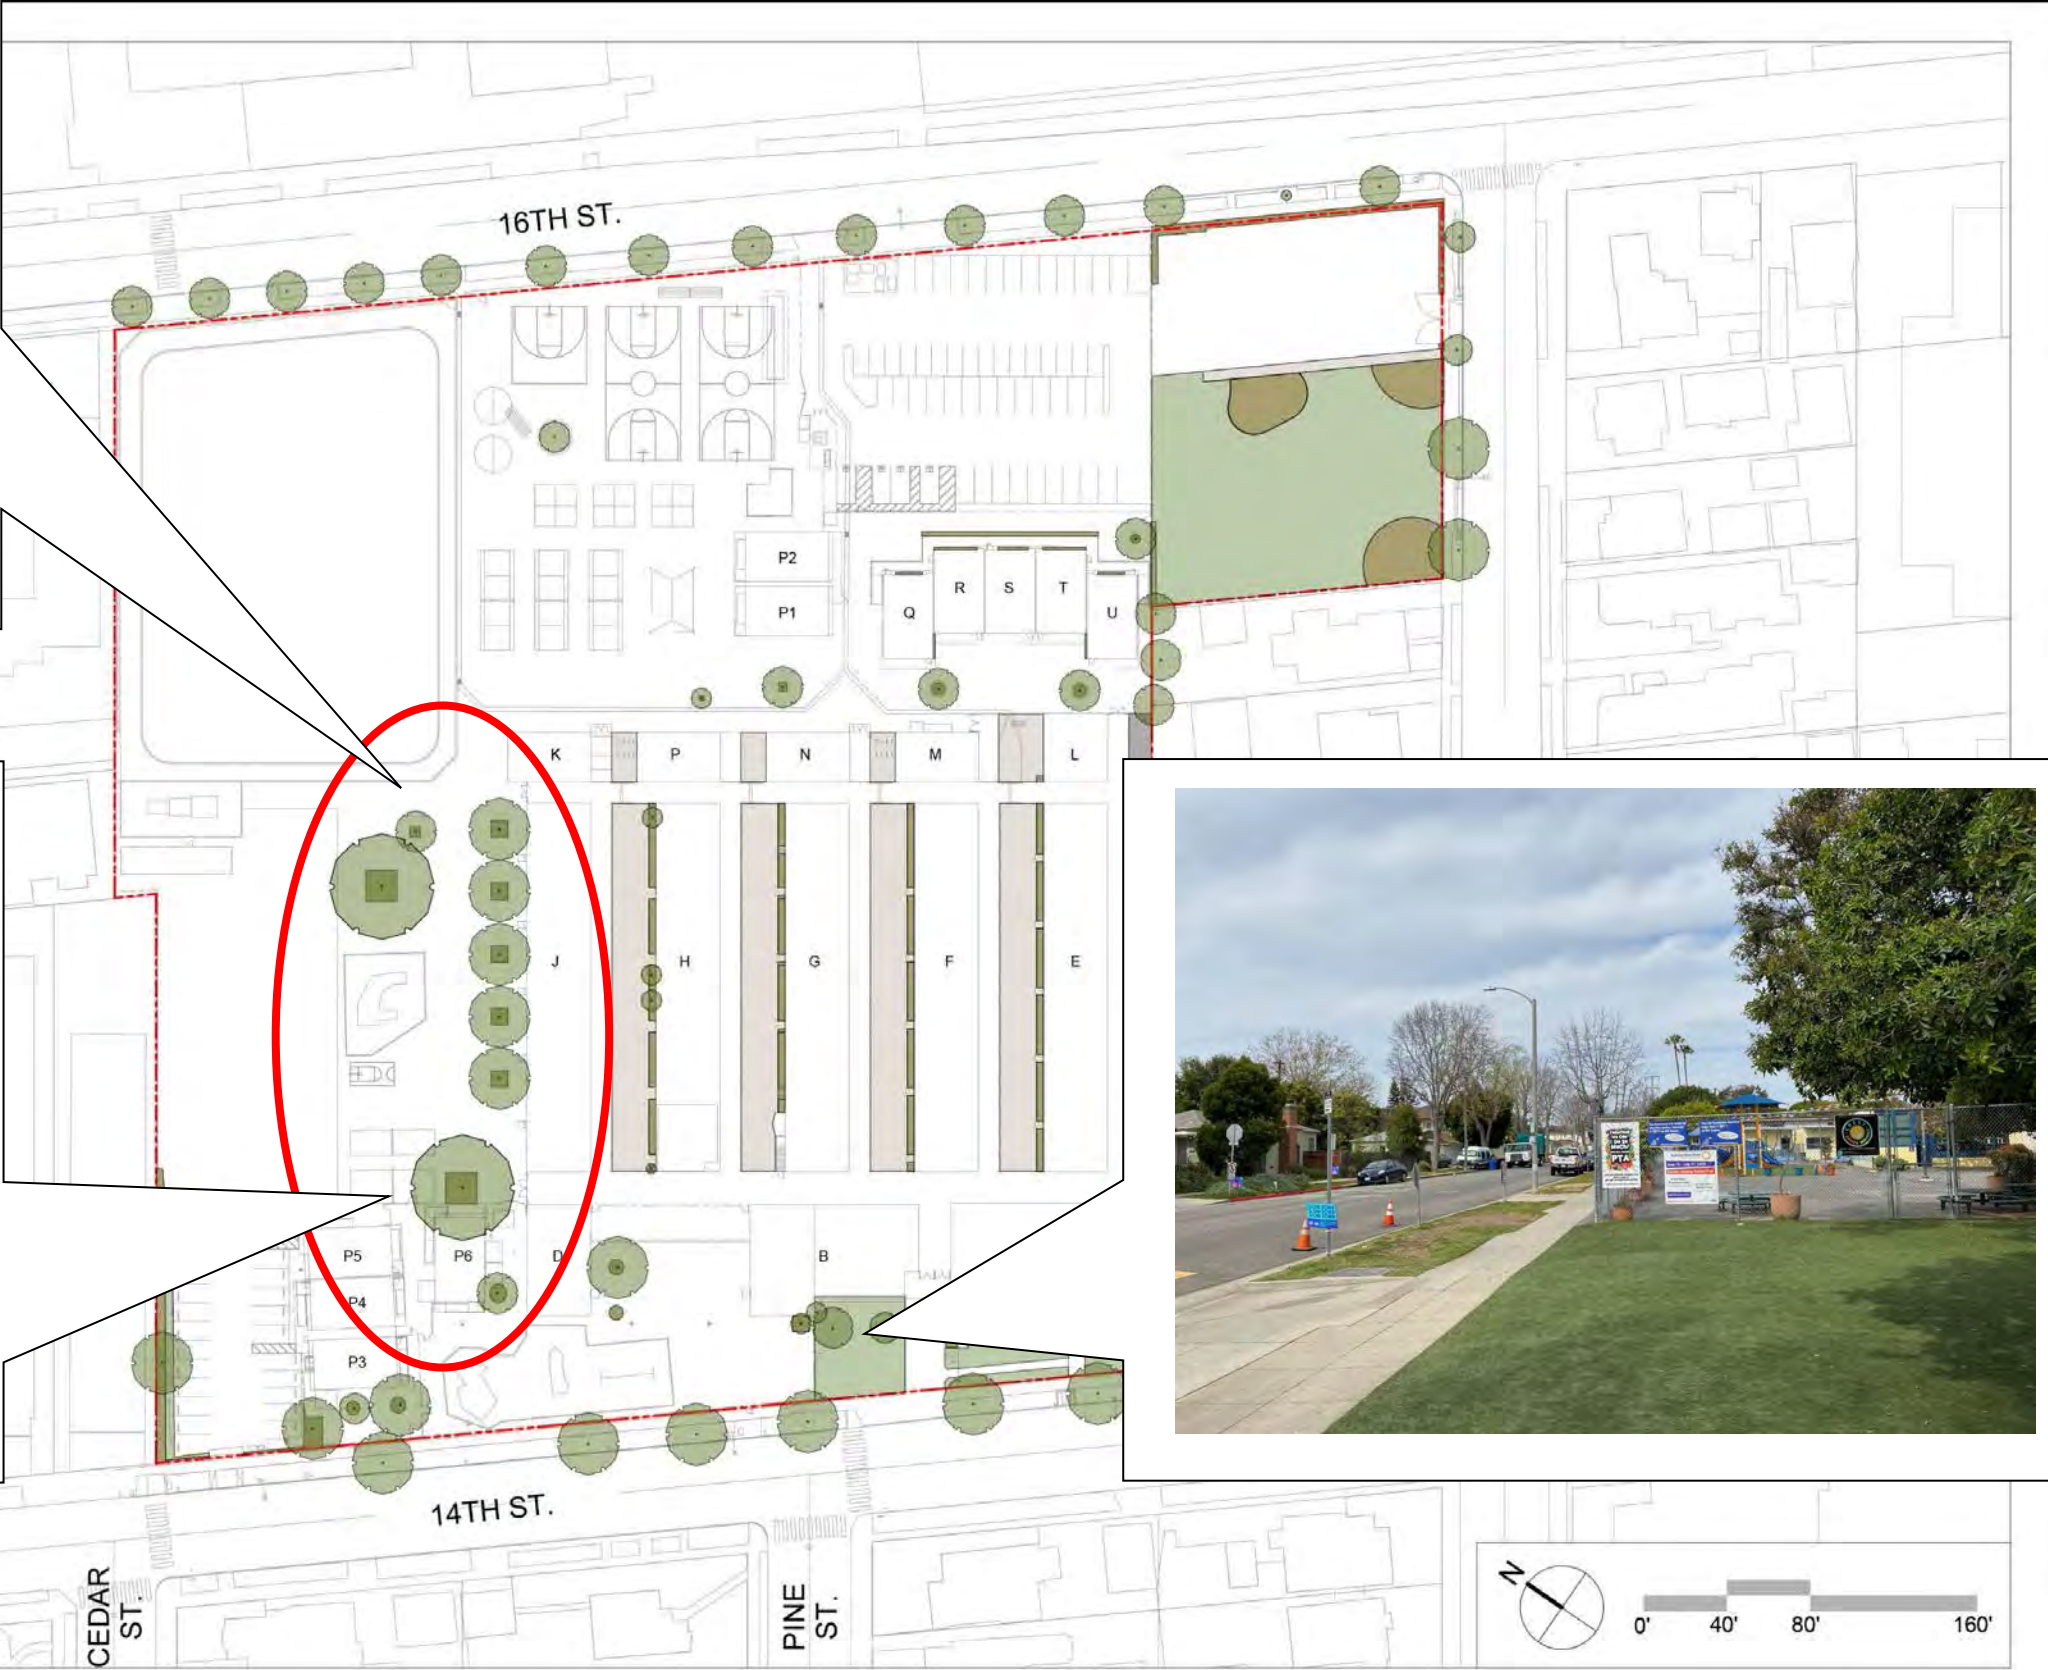 16TH ST.
P2
P1
Q
R
S
T
U
K
P
N
M
L
J
H
G
F
E
P5
P6
D
B
P4
P3
PTA
14TH ST.
CEDAR
ST.
PINE
ST.
N
0'
40'
80'
160'